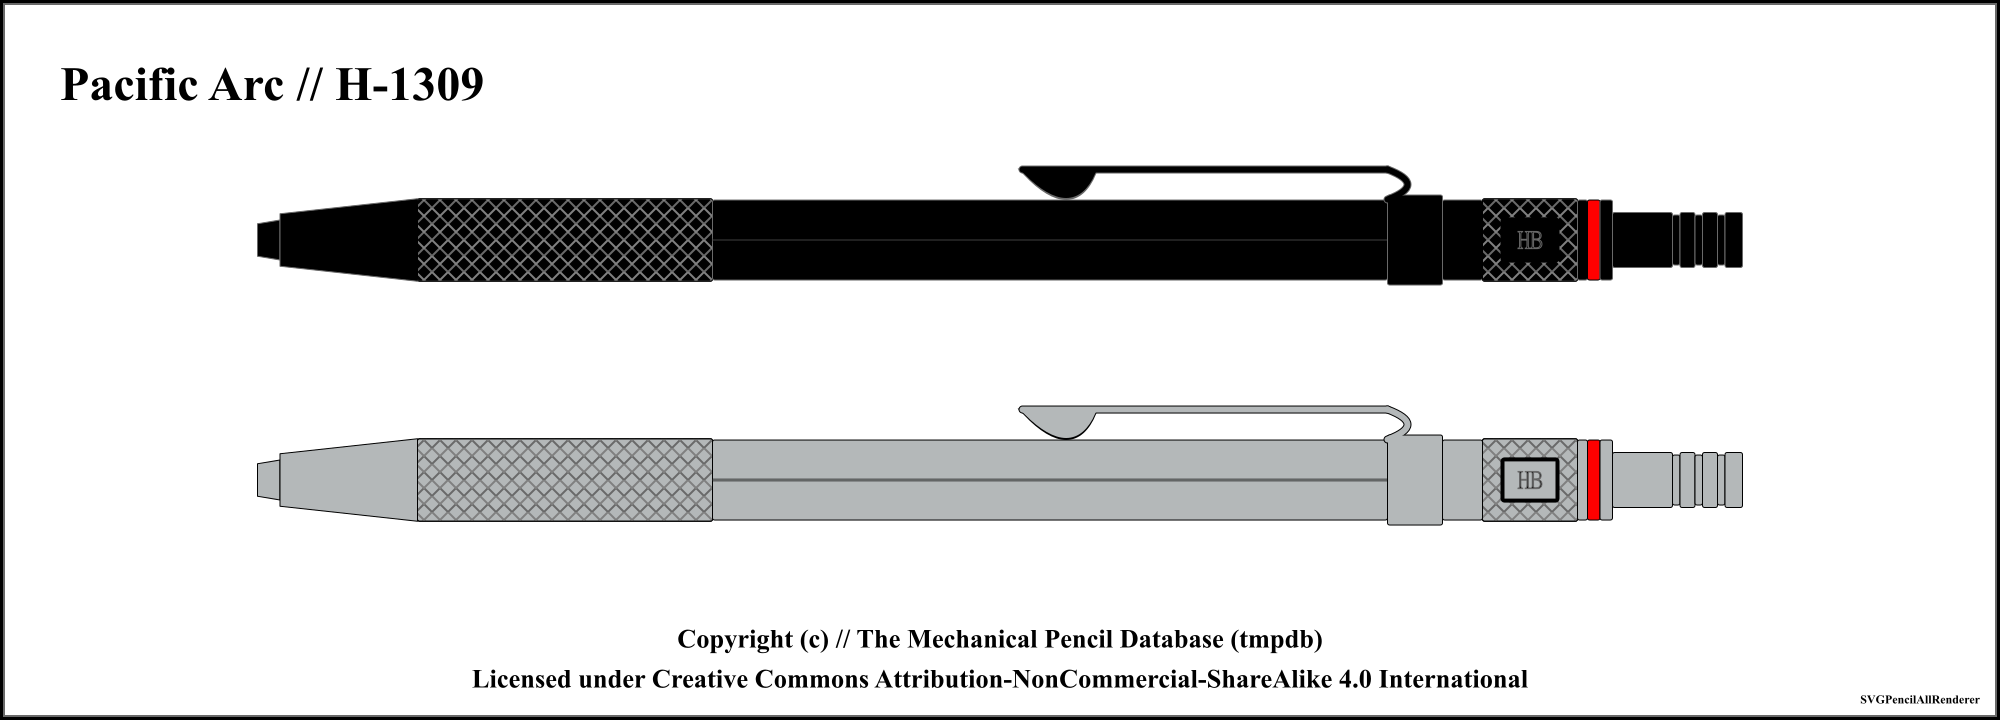 Pacific Arc // H-1309
HB
HB
Copyright (c) // The Mechanical Pencil Database (tmpdb)
Licensed under Creative Commons Attribution-NonCommercial-ShareAlike 4.0 International
SVGPencilAllRenderer